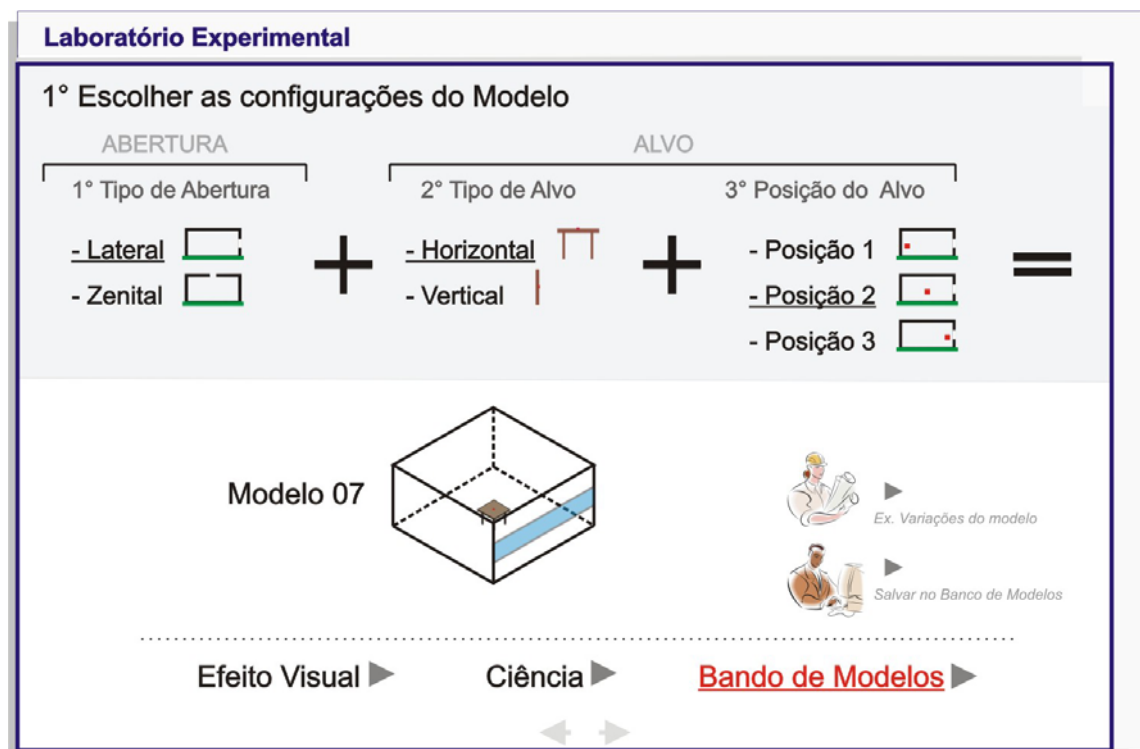 Laboratório Experimental
1° Escolher as configurações do Modelo
ABERTURA
ALVO
1° Tipo de Abertura
2° Tipo de Alvo
3° Posição do Alvo
- Lateral
- Horizontal
- Posição 1
- Zenital
- Vertical
- Posição 2
- Posição 3
+
+
=
Modelo 07
Ex. Variações do modelo
Salvar no Banco de Modelos
Efeito Visual
Ciência
Bando de Modelos